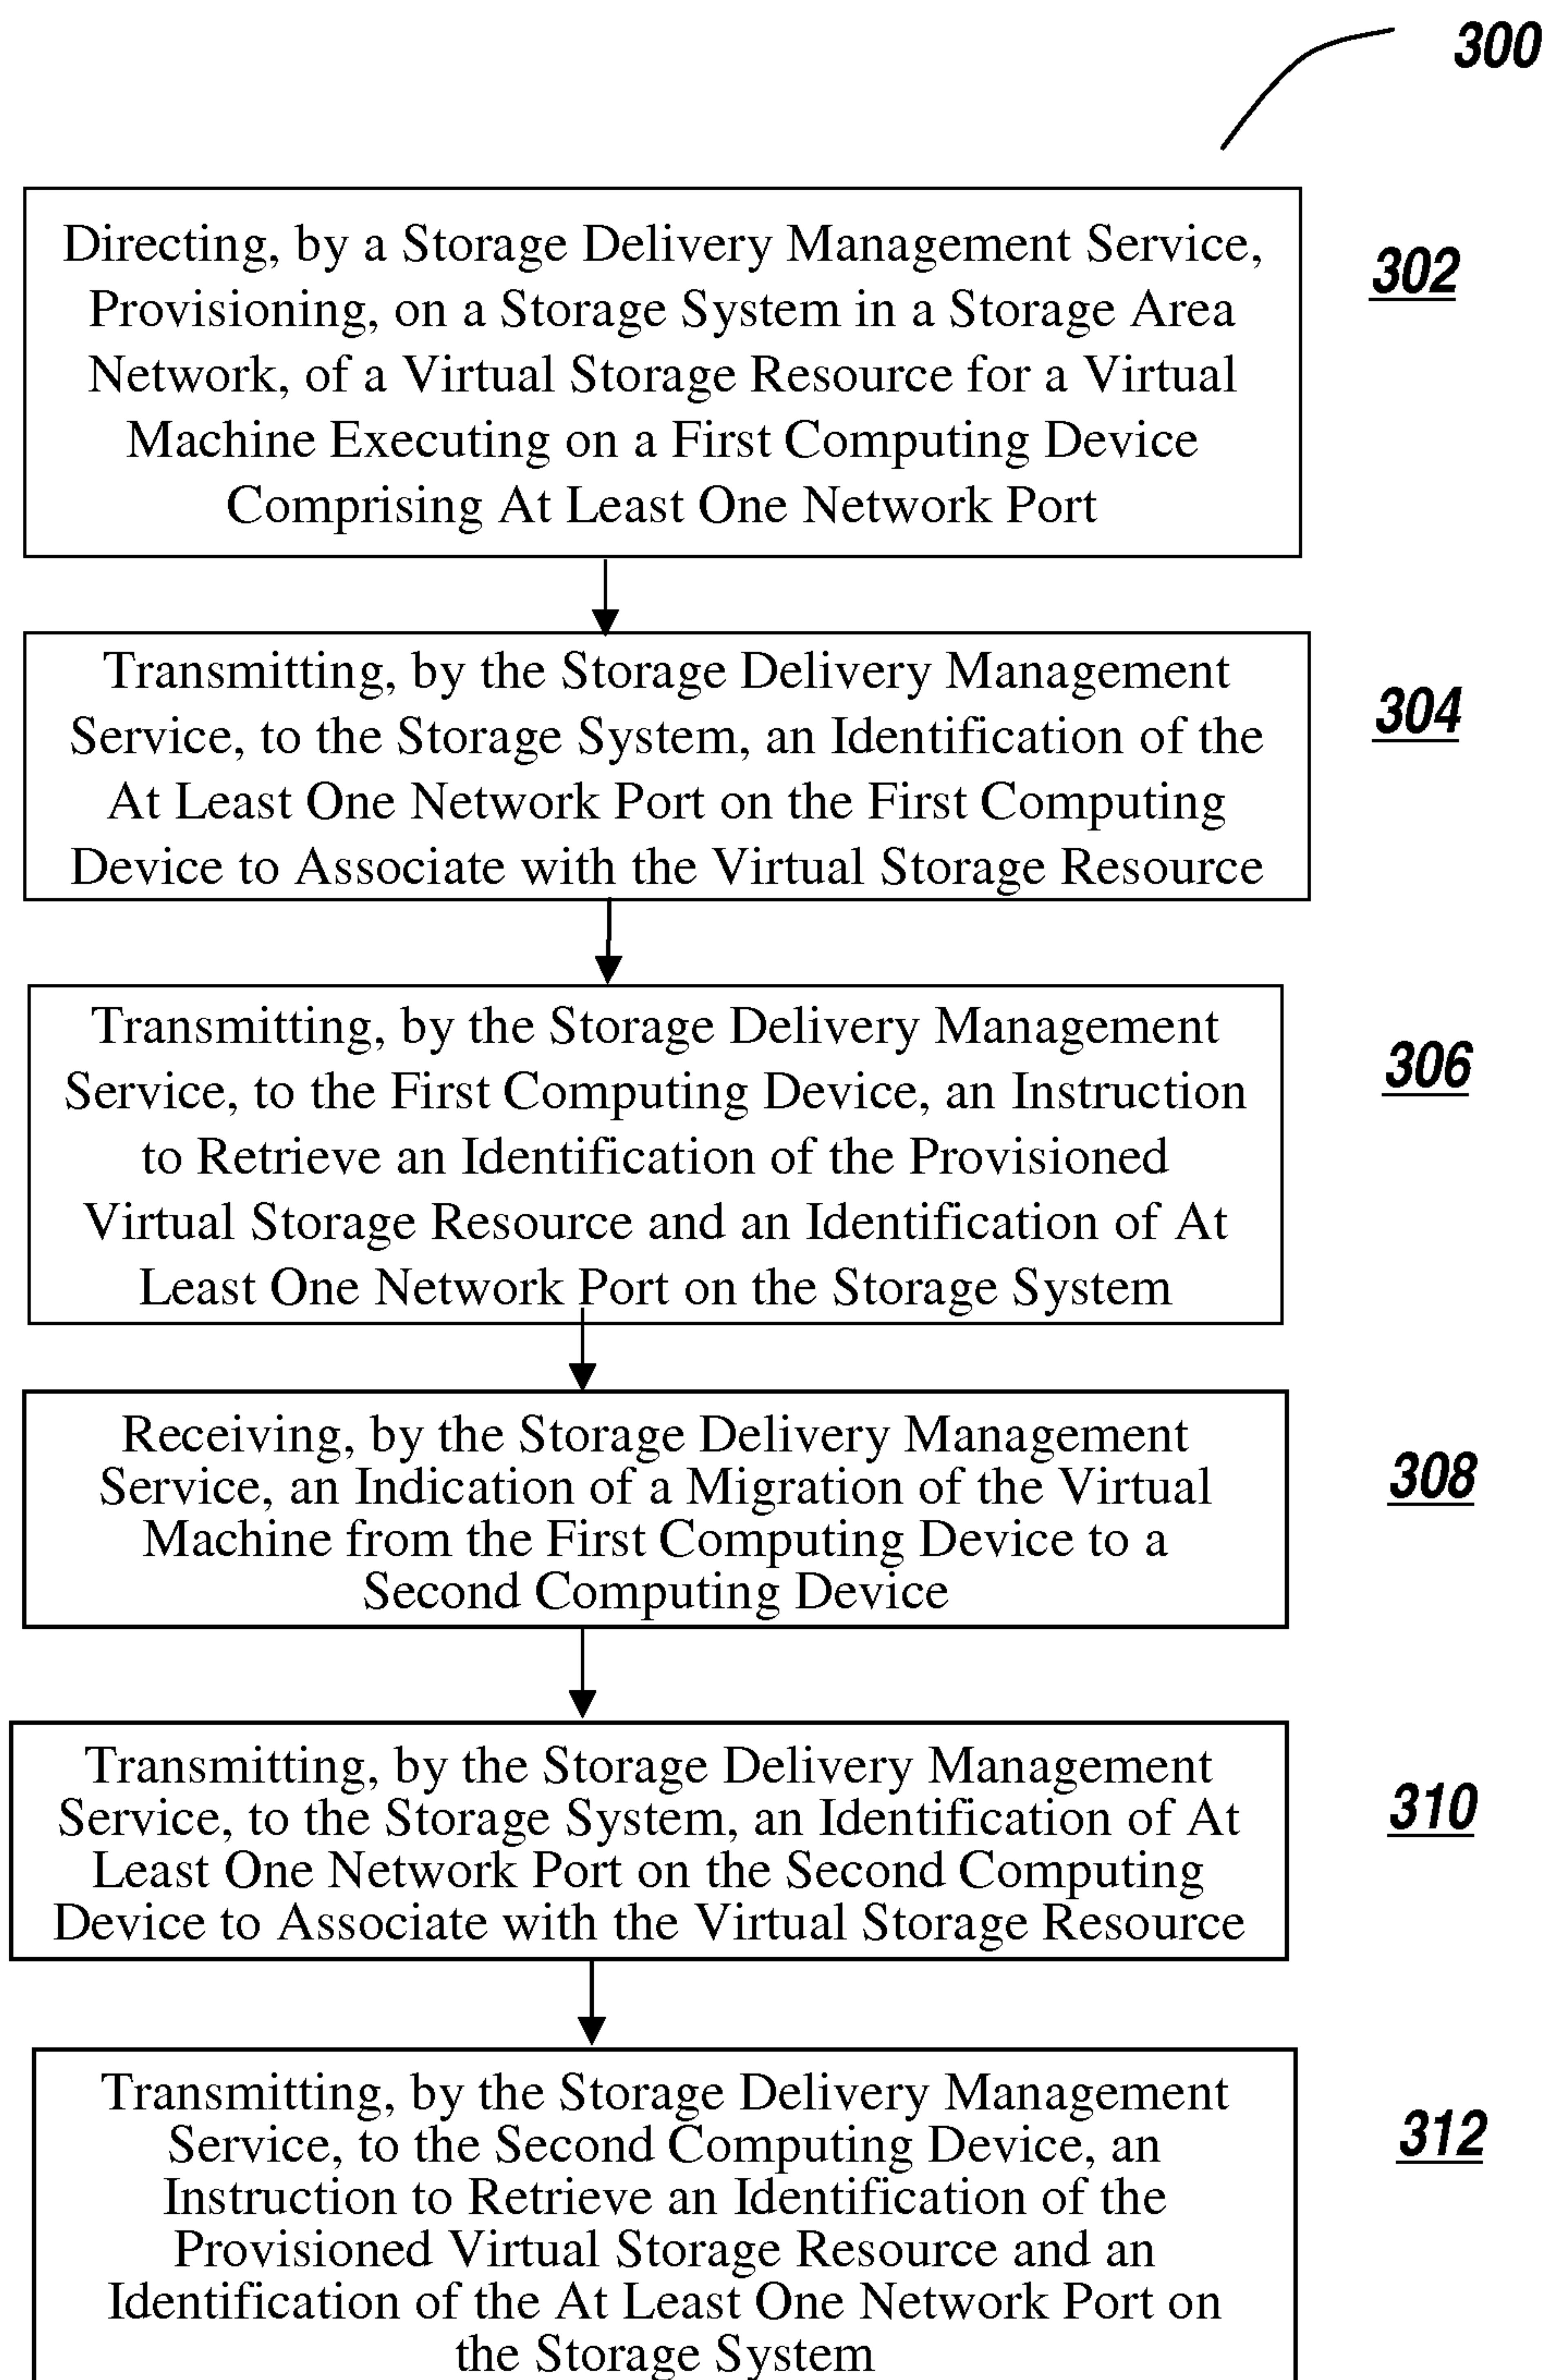 300
Directing, by a Storage Delivery Management Service,
Provisioning, on a Storage System in a Storage Area
Network, of a Virtual Storage Resource for a Virtual
Machine Executing on a First Computing Device
Comprising At Least One Network Port
302
Transmitting, by the Storage Delivery Management
Service, to the Storage System, an Identification of the
At Least One Network Port on the First Computing
Device to Associate with the Virtual Storage Resource
304
Transmitting, by the Storage Delivery Management
Service, to the First Computing Device, an Instruction
to Retrieve an Identification of the Provisioned
Virtual Storage Resource and an Identification of At
Least One Network Port on the Storage System
306
Receiving, by the Storage Delivery Management
Service, an Indication of a Migration of the Virtual
Machine from the First Computing Device to a
Second Computing Device
308
Transmitting, by the Storage Delivery Management
Service, to the Storage System, an Identification of At
Least One Network Port on the Second Computing
Device to Associate with the Virtual Storage Resource
310
Transmitting, by the Storage Delivery Management
Service, to the Second Computing Device, an
Instruction to Retrieve an Identification of the
Provisioned Virtual Storage Resource and an
Identification of the At Least One Network Port on
the Storage System
312